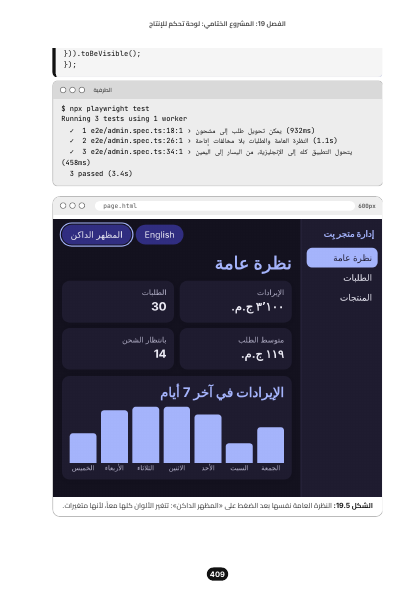 الفصل 19: المشروع الختامي: لوحة تحكم للإنتاج
})).toBeVisible();
});
الطرفية
$ npx playwright test
Running 3 tests using 1 worker
✓ 1 e2e/admin.spec.ts:18:1 › يمكن تحويل طلب إلى مشحون (932ms)
✓ 2 e2e/admin.spec.ts:26:1 › النظرة العامة والطلبات بلا مخالفات إتاحة (1.1s)
✓ 3 e2e/admin.spec.ts:34:1 › يتحول التطبيق كله إلى الإنجليزية، من اليسار إلى اليمين
(458ms)
3 passed (3.4s)
page.html
600px
إدارة متجر بِت
نظرة عامة
الطلبات
المنتجات
English
المظهر الداكن
نظرة عامة
الإيرادات
٣٬١٠٠ ج.م.
الطلبات
30
متوسط الطلب
١١٩ ج.م.
بانتظار الشحن
14
الإيرادات في آخر 7 أيام
الجمعة السبت الأحد الاثنين الثلاثاء الأربعاء الخميس
الشكل 19.5: النظرة العامة نفسها بعد الضغط على «المظهر الداكن»: تتغير الألوان كلها معاً، لأنها متغيرات.
409